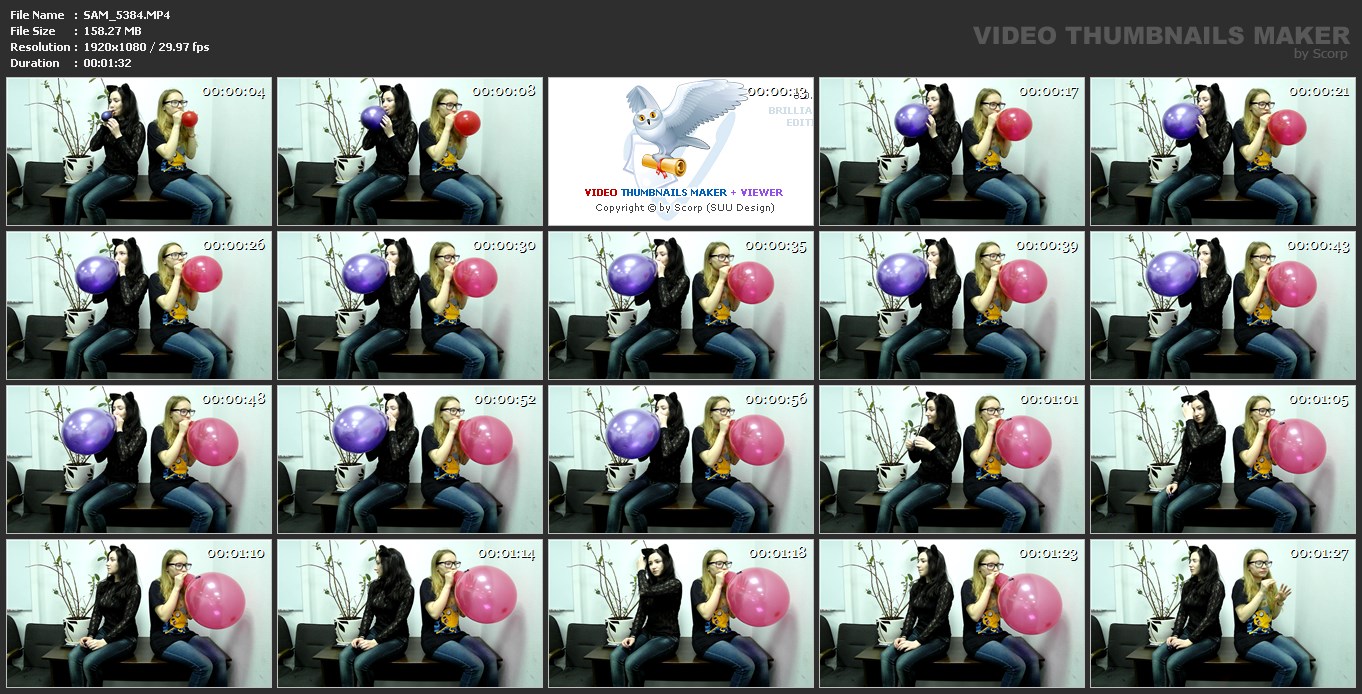 File Name : SAM_5384.MP4
File Size : 158.27 MB
Resolution : 1920x1080 / 29.97 fps
Duration : 00:01:32
VIDEO THUMBNAILS MAKER
by Scorp
00:00:04
00:00:08
00:00:13
BRILLIA
EDIT
VIDEO THUMBNAILS MAKER + VIEWER
Copyright © by Scorp (SUU Design)
00:00:17
00:00:21
00:00:26
00:00:30
00:00:35
00:00:39
00:00:43
00:00:48
00:00:52
00:00:56
00:01:01
00:01:05
00:01:10
00:01:14
00:01:18
00:01:23
00:01:27